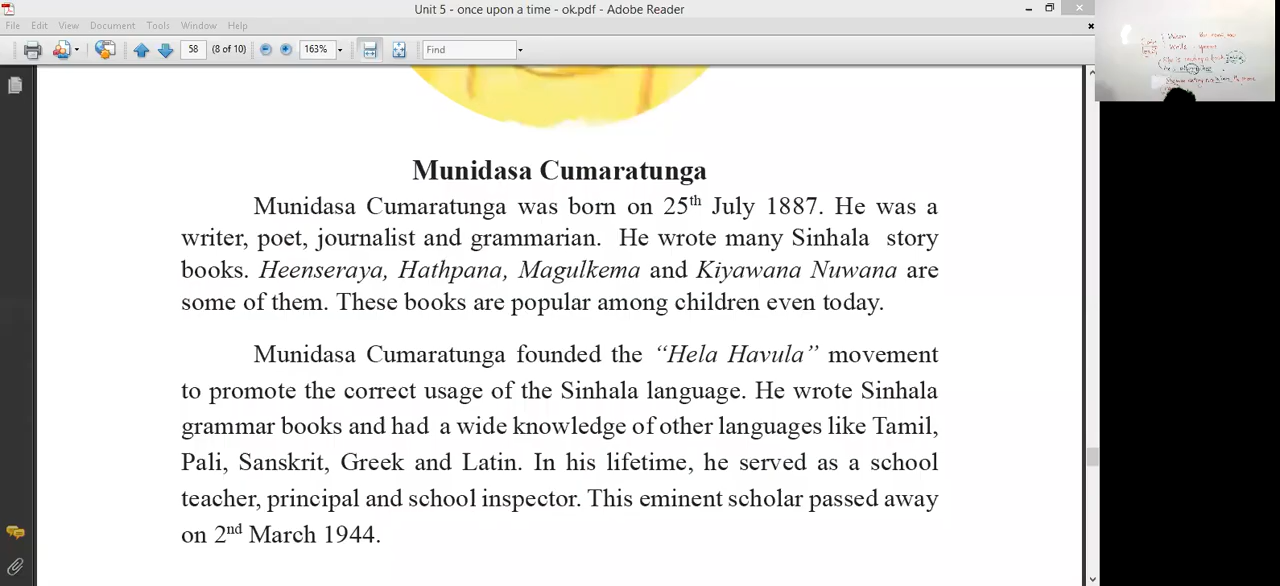 Unit 5 - once upon a time - ok.pdf - Adobe Reader
File Edit View Document Tools Window Help
58 (8 of 10) 163% Find
Munidasa Cumaratunga
Munidasa Cumaratunga was born on 25th July 1887. He was a
writer, poet, journalist and grammarian. He wrote many Sinhala story
books. Heenseraya, Hathpana, Magulkema and Kiyawana Nuwana are
some of them. These books are popular among children even today.
Munidasa Cumaratunga founded the “Hela Havula” movement
to promote the correct usage of the Sinhala language. He wrote Sinhala
grammar books and had a wide knowledge of other languages like Tamil,
Pali, Sanskrit, Greek and Latin. In his lifetime, he served as a school
teacher, principal and school inspector. This eminent scholar passed away
on 2nd March 1944.